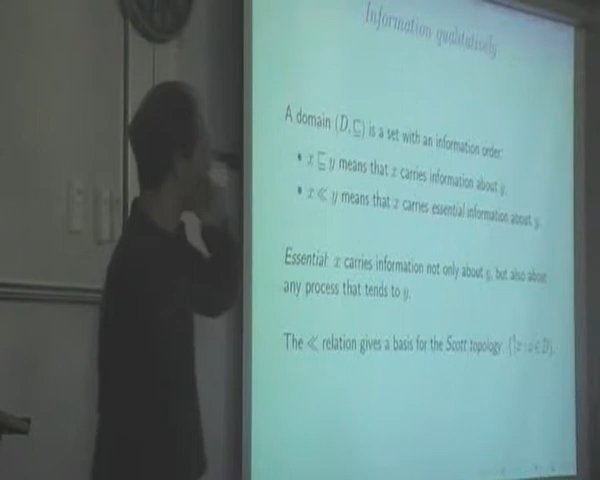 Information qualitatively
A domain (D, ⊑) is a set with an information order:
• x ⊑ y means that x carries information about y.
• x ≪ y means that x carries essential information about y.
Essential: x carries information not only about y, but also about
any process that tends to y.
The ≪ relation gives a basis for the Scott topology {↟x : x ∈ D}.